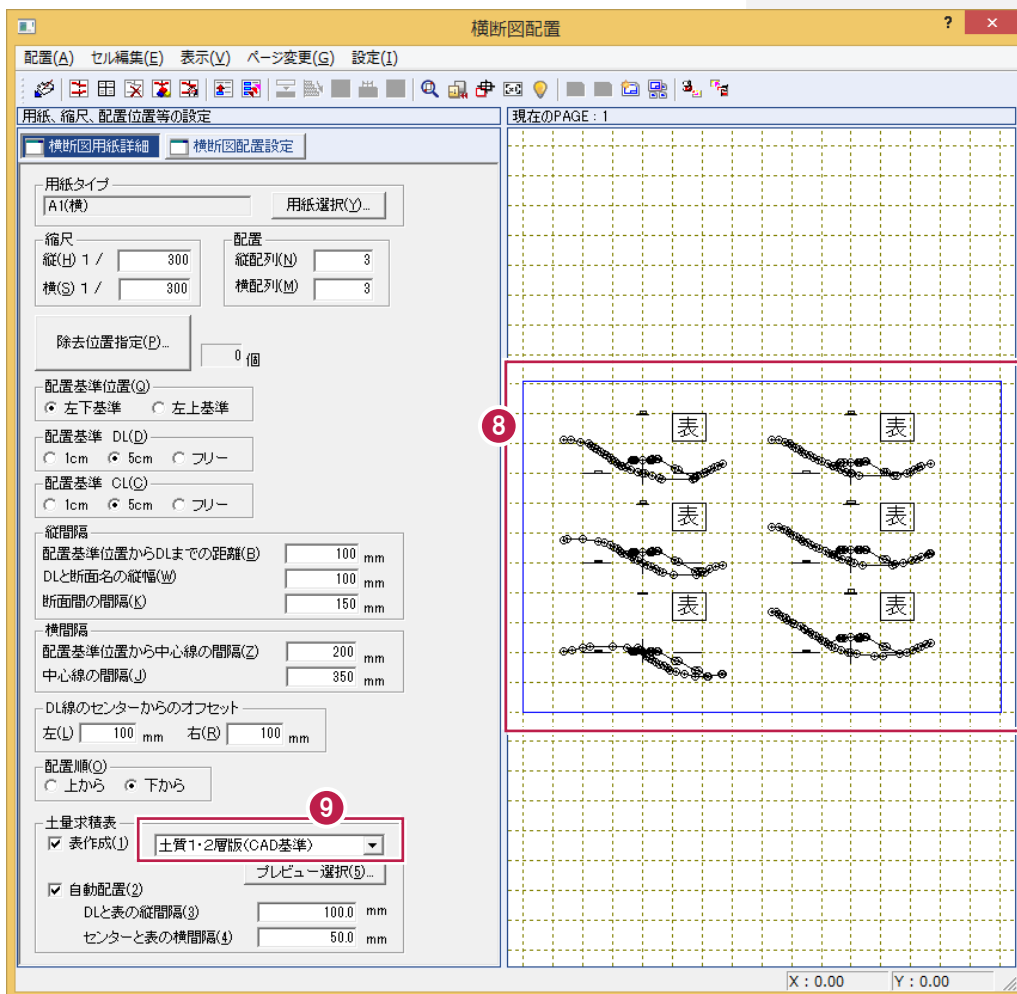 横断図配置
? ×
配置(A) セル編集(E) 表示(V) ページ変更(G) 設定(I)
用紙、縮尺、配置位置等の設定
現在のPAGE : 1
横断図用紙詳細 横断図配置設定
用紙タイプ
A1(横) 用紙選択(Y)...
縮尺
縦(H) 1 / 300
横(S) 1 / 300
配置
縦配列(N) 3
横配列(M) 3
除去位置指定(P)... 0 個
配置基準位置(Q)
左下基準 左上基準
配置基準 DL(D)
1cm 5cm フリー
配置基準 CL(C)
1cm 5cm フリー
縦間隔
配置基準位置からDLまでの距離(B) 100 mm
DLと断面名の縦幅(W) 100 mm
断面間の間隔(K) 150 mm
横間隔
配置基準位置から中心線の間隔(Z) 200 mm
中心線の間隔(J) 350 mm
DL線のセンターからのオフセット
左(L) 100 mm 右(R) 100 mm
配置順(O)
上から 下から
9
土量求積表
表作成(1) 土質1・2層版(CAD基準)
プレビュー選択(5)...
自動配置(2)
DLと表の縦間隔(3) 100.0 mm
センターと表の横間隔(4) 50.0 mm
8
表 表
表 表
表 表
X : 0.00 Y : 0.00